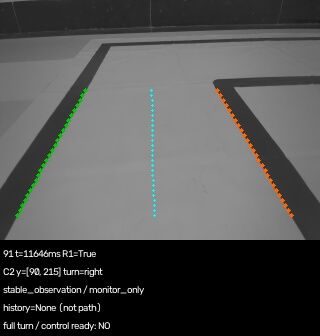 91 t=11646ms R1=True
C2 y=[90, 215] turn=right
stable_observation / monitor_only
history=None (not path)
full turn / control ready: NO